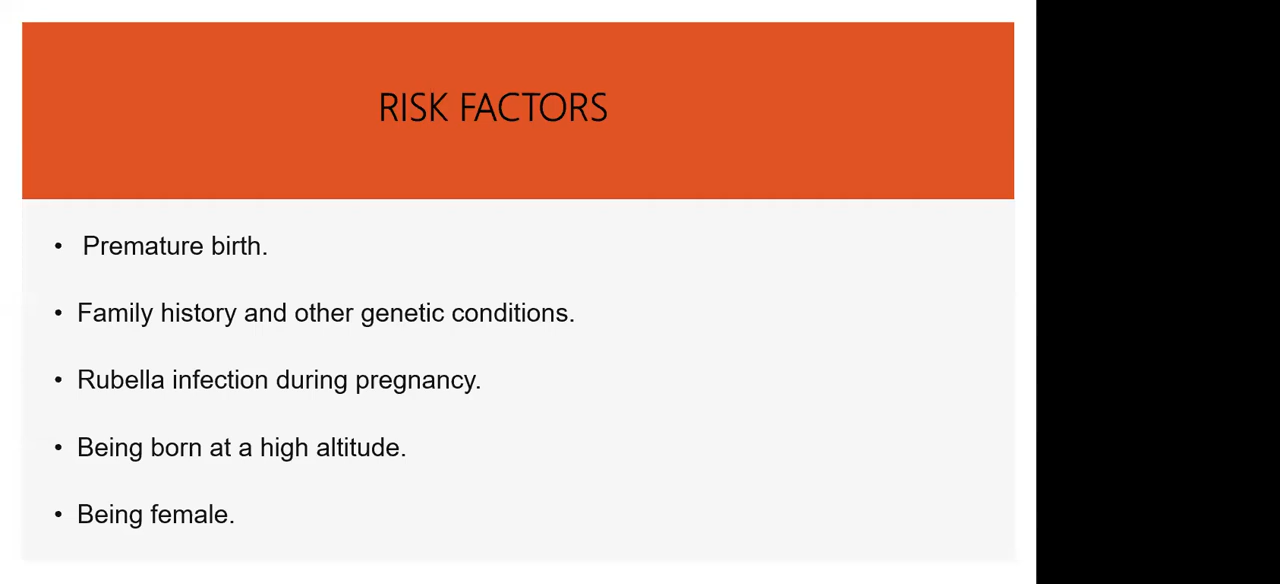 RISK FACTORS
• Premature birth.
• Family history and other genetic conditions.
• Rubella infection during pregnancy.
• Being born at a high altitude.
• Being female.